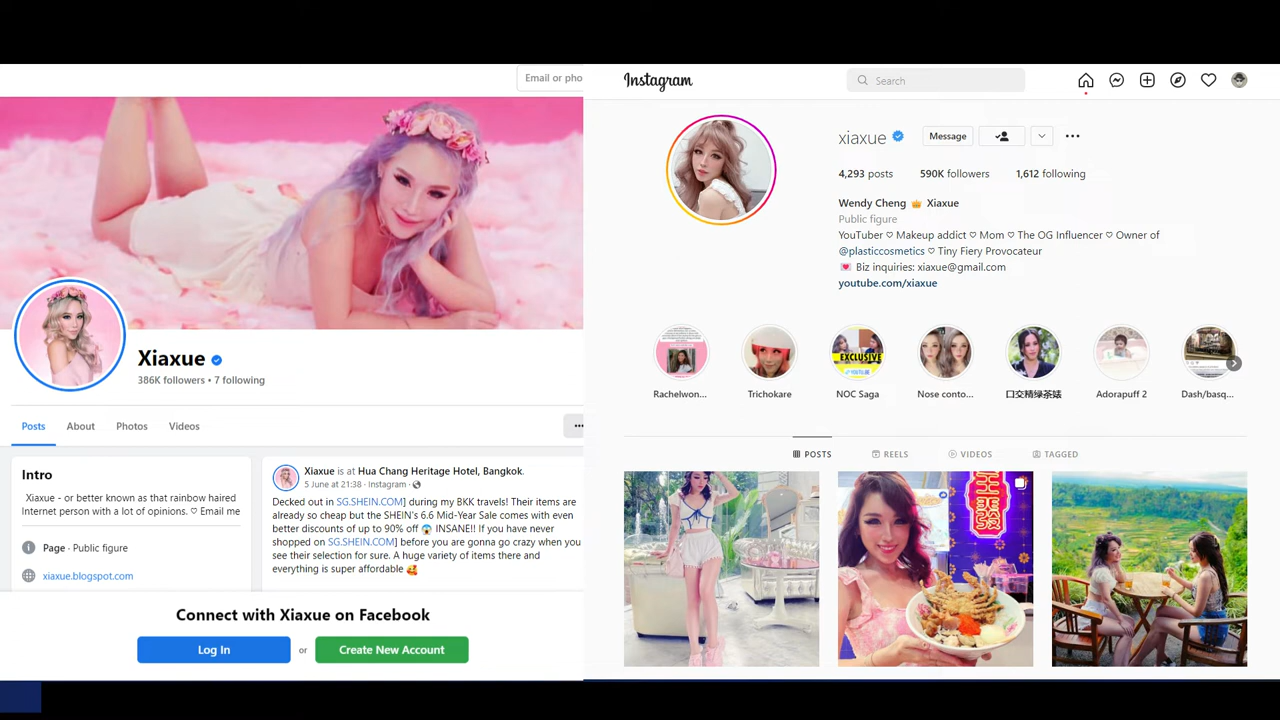 Email or pho
Xiaxue
386K followers • 7 following
Posts About Photos Videos
Intro
Xiaxue - or better known as that rainbow haired
Internet person with a lot of opinions. ♡ Email me
Page · Public figure
xiaxue.blogspot.com
Xiaxue is at Hua Chang Heritage Hotel, Bangkok.
5 June at 21:38 · Instagram ·
Decked out in SG.SHEIN.COM] during my BKK travels! Their items are
already so cheap but the SHEIN's 6.6 Mid-Year Sale comes with even
better discounts of up to 90% off 😱 INSANE!! If you have never
shopped on SG.SHEIN.COM] before you are gonna go crazy when you
see their selection for sure. A huge variety of items there and
everything is super affordable 🥰
Connect with Xiaxue on Facebook
Log In or Create New Account
Instagram
Search
xiaxue Message
4,293 posts 590K followers 1,612 following
Wendy Cheng 👑 Xiaxue
Public figure
YouTuber ♡ Makeup addict ♡ Mom ♡ The OG Influencer ♡ Owner of
@plasticcosmetics ♡ Tiny Fiery Provocateur
💌 Biz inquiries: xiaxue@gmail.com
youtube.com/xiaxue
EXCLUSIVE
Rachelwon... Trichokare NOC Saga Nose conto... 口交精绿茶婊 Adorapuff 2 Dash/basq...
POSTS REELS VIDEOS TAGGED